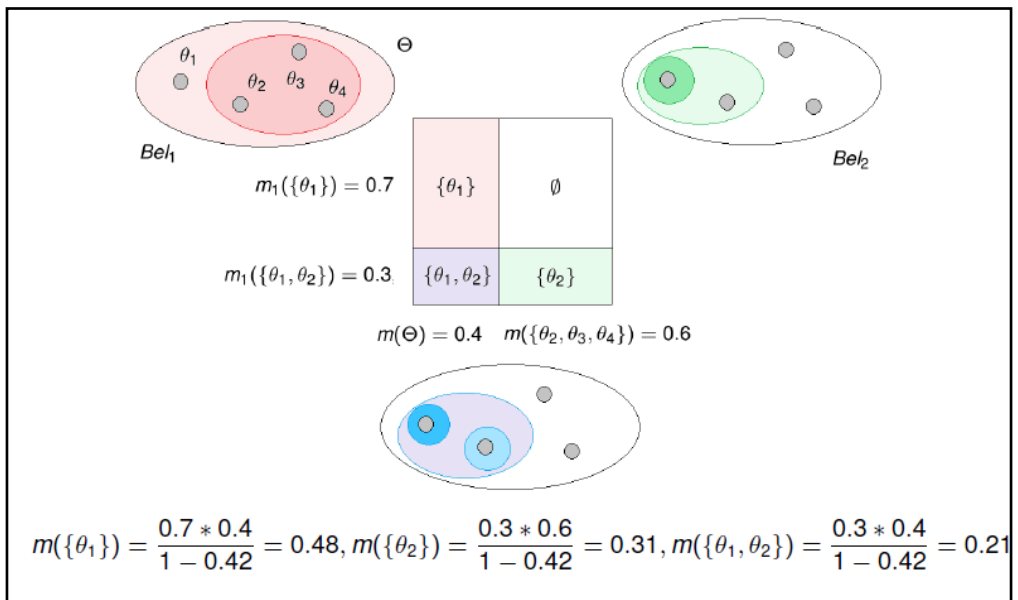 θ₁ Θ
θ₂ θ₃ θ₄
Bel₁ Bel₂
m₁({θ₁}) = 0.7 {θ₁} ∅
m₁({θ₁, θ₂}) = 0.3 {θ₁, θ₂} {θ₂}
m(Θ) = 0.4 m({θ₂, θ₃, θ₄}) = 0.6
m({θ₁}) = 0.7 * 0.4 / 1 − 0.42 = 0.48, m({θ₂}) = 0.3 * 0.6 / 1 − 0.42 = 0.31, m({θ₁, θ₂}) = 0.3 * 0.4 / 1 − 0.42 = 0.21